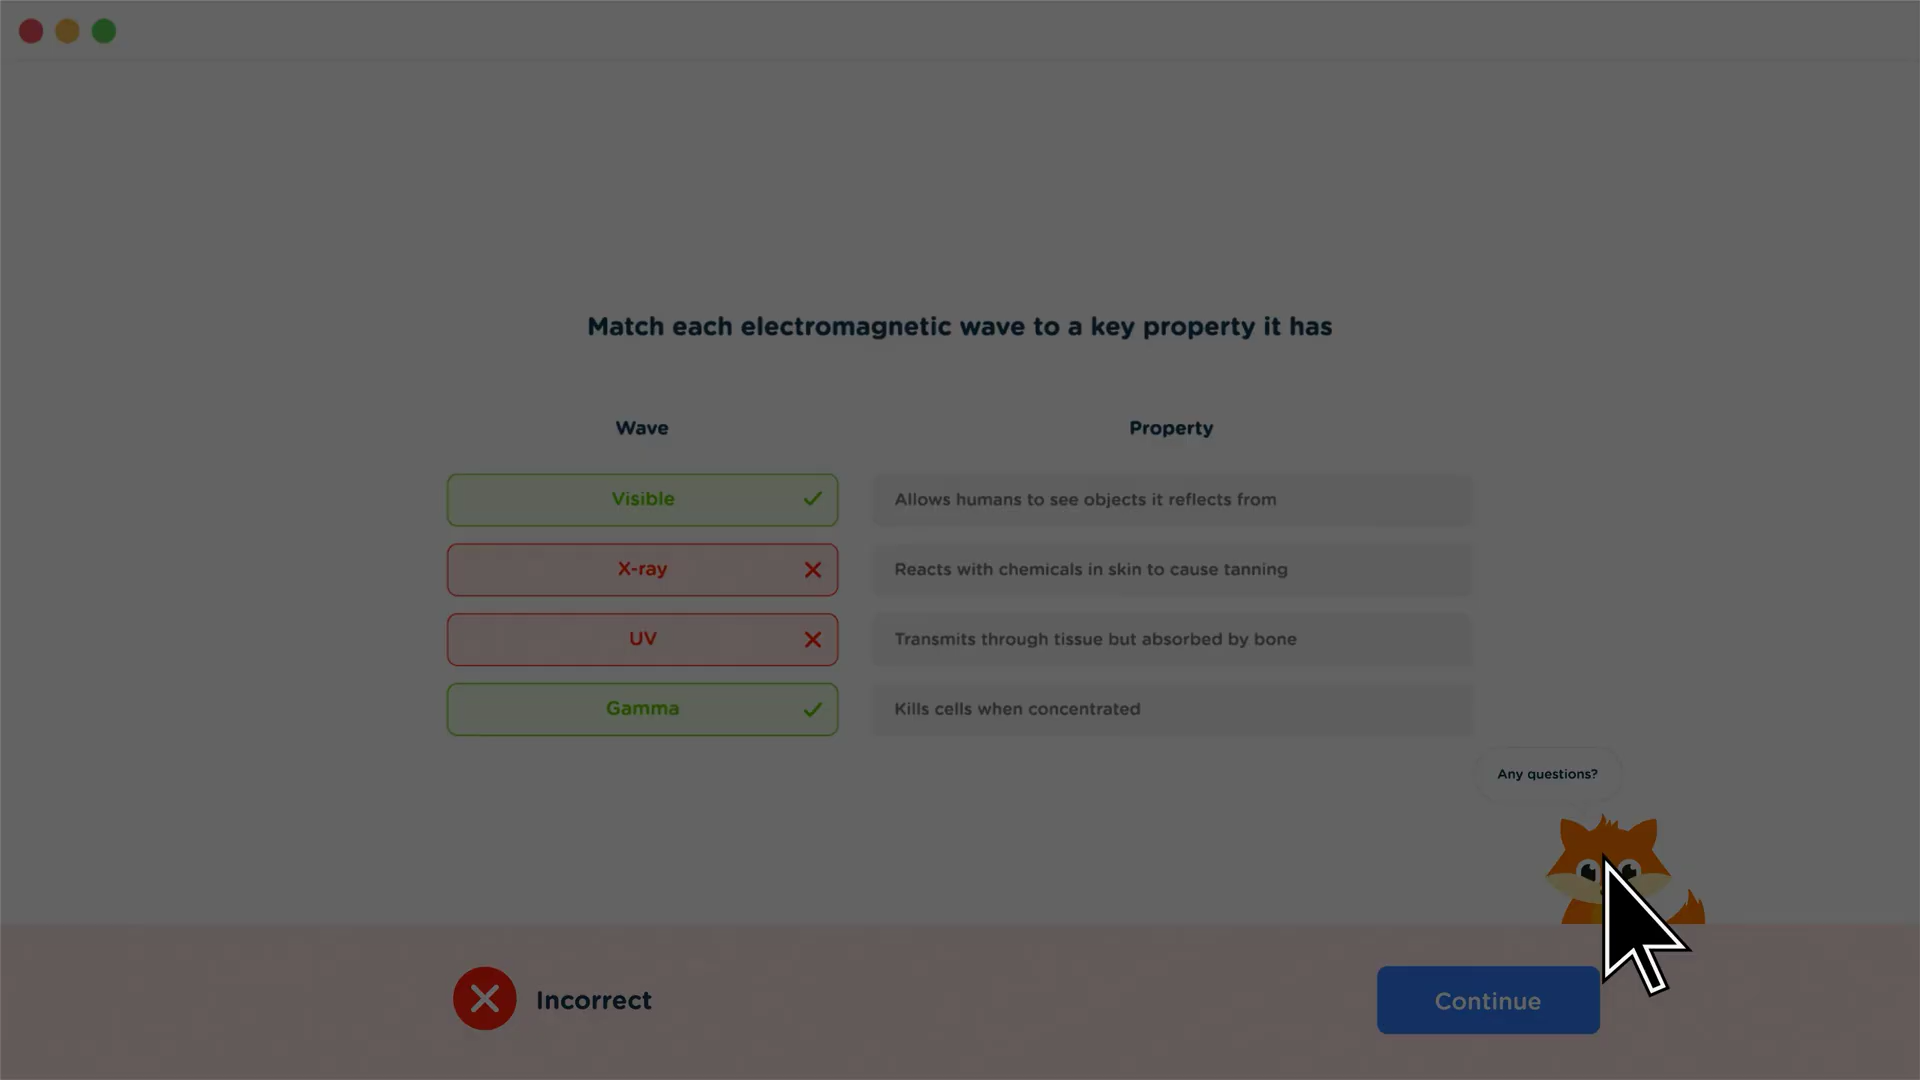 Match each electromagnetic wave to a key property it has
Wave Property
Visible Allows humans to see objects it reflects from
X-ray Reacts with chemicals in skin to cause tanning
UV Transmits through tissue but absorbed by bone
Gamma Kills cells when concentrated
Any questions?
Incorrect Continue